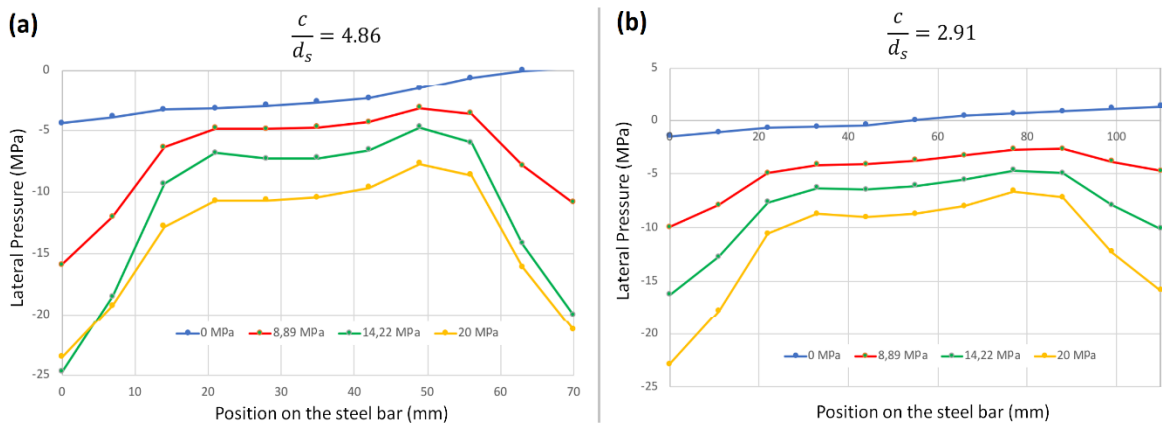 (a)
c
d_s = 4.86
Lateral Pressure (MPa)
0
-5
-10
-15
-20
-25
0 10 20 30 40 50 60 70
0 MPa 8,89 MPa 14,22 MPa 20 MPa
Position on the steel bar (mm)
(b)
c
d_s = 2.91
Lateral Pressure (MPa)
5
0
-5
-10
-15
-20
-25
0 20 40 60 80 100
0 MPa 8,89 MPa 14,22 MPa 20 MPa
Position on the steel bar (mm)